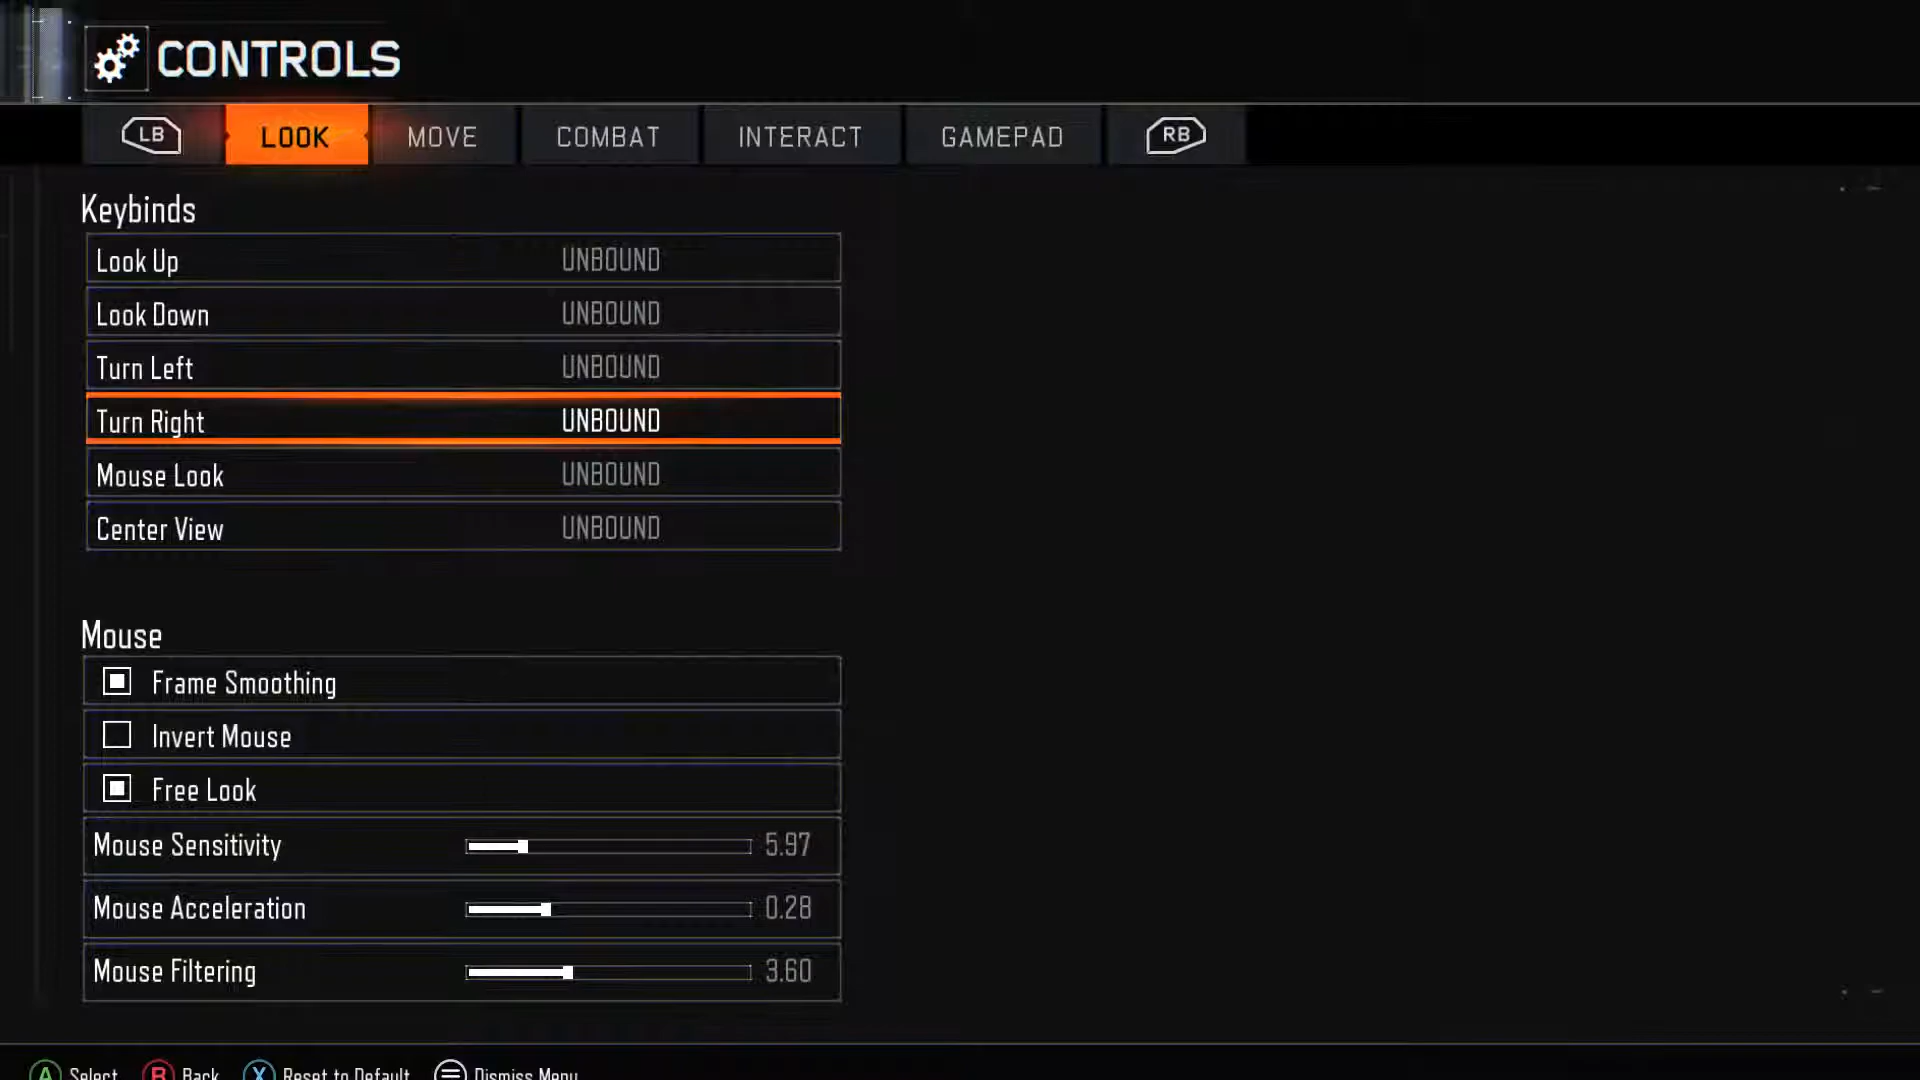 CONTROLS
LB LOOK MOVE COMBAT INTERACT GAMEPAD RB
Keybinds
Look Up UNBOUND
Look Down UNBOUND
Turn Left UNBOUND
Turn Right UNBOUND
Mouse Look UNBOUND
Center View UNBOUND
Mouse
Frame Smoothing
Invert Mouse
Free Look
Mouse Sensitivity 5.97
Mouse Acceleration 0.28
Mouse Filtering 3.60
A Select B Back X Reset to Default Dismiss Menu